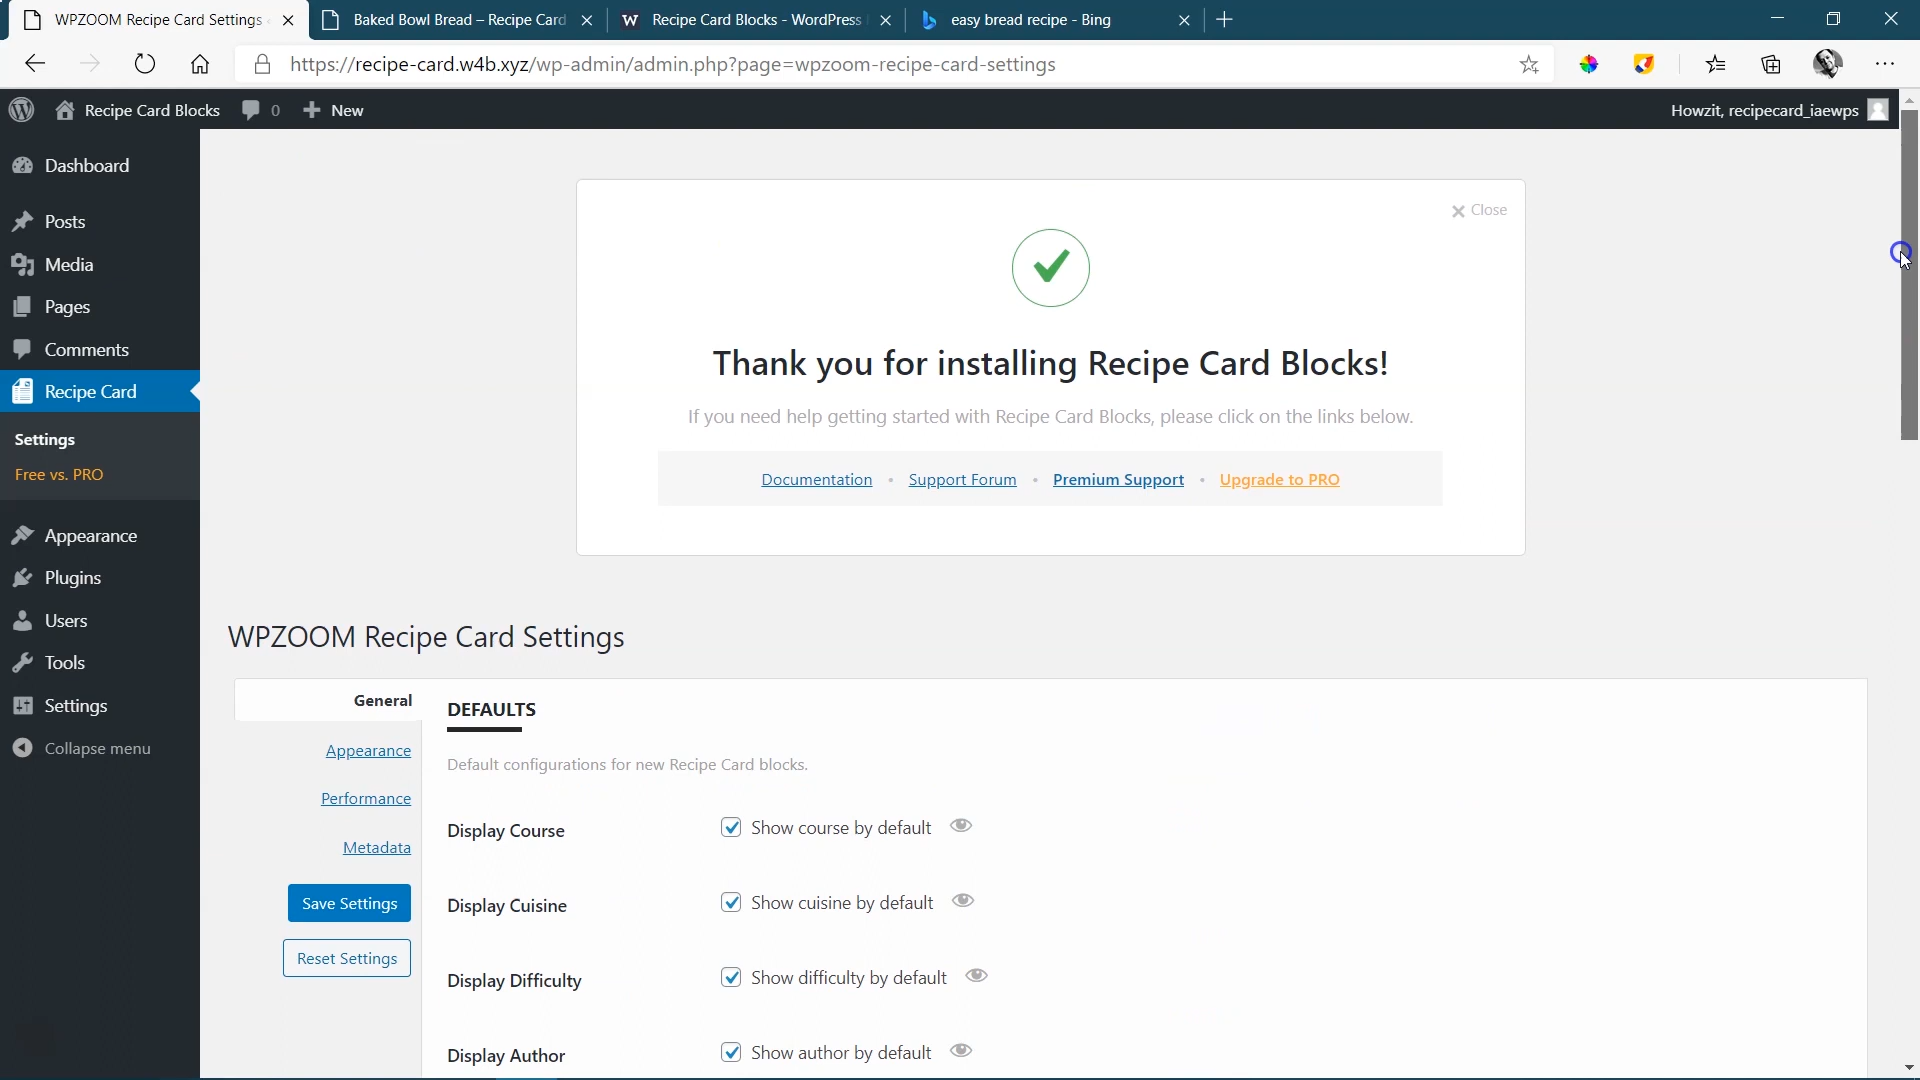 WPZOOM Recipe Card Settings
Baked Bowl Bread – Recipe Card
Recipe Card Blocks - WordPress
easy bread recipe - Bing
https://recipe-card.w4b.xyz/wp-admin/admin.php?page=wpzoom-recipe-card-settings
Recipe Card Blocks
0
New
Howzit, recipecard_iaewps
Dashboard
Posts
Media
Pages
Comments
Recipe Card
Settings
Free vs. PRO
Appearance
Plugins
Users
Tools
Settings
Collapse menu
Close
Thank you for installing Recipe Card Blocks!
If you need help getting started with Recipe Card Blocks, please click on the links below.
Documentation • Support Forum • Premium Support • Upgrade to PRO
WPZOOM Recipe Card Settings
General
Appearance
Performance
Metadata
Save Settings
Reset Settings
DEFAULTS
Default configurations for new Recipe Card blocks.
Display Course
Show course by default
Display Cuisine
Show cuisine by default
Display Difficulty
Show difficulty by default
Display Author
Show author by default